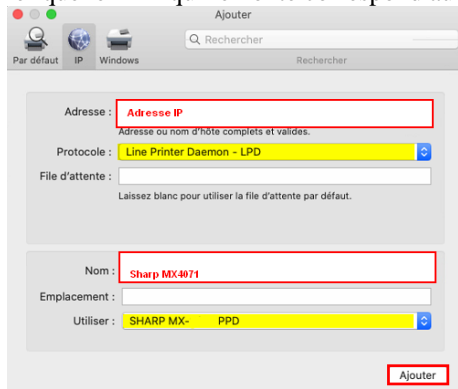 Ajouter
Rechercher
Par défaut IP Windows Rechercher
Adresse : Adresse IP
Adresse ou nom d'hôte complets et valides.
Protocole : Line Printer Daemon - LPD
File d'attente :
Laissez blanc pour utiliser la file d'attente par défaut.
Nom : Sharp MX4071
Emplacement :
Utiliser : SHARP MX- PPD
Ajouter